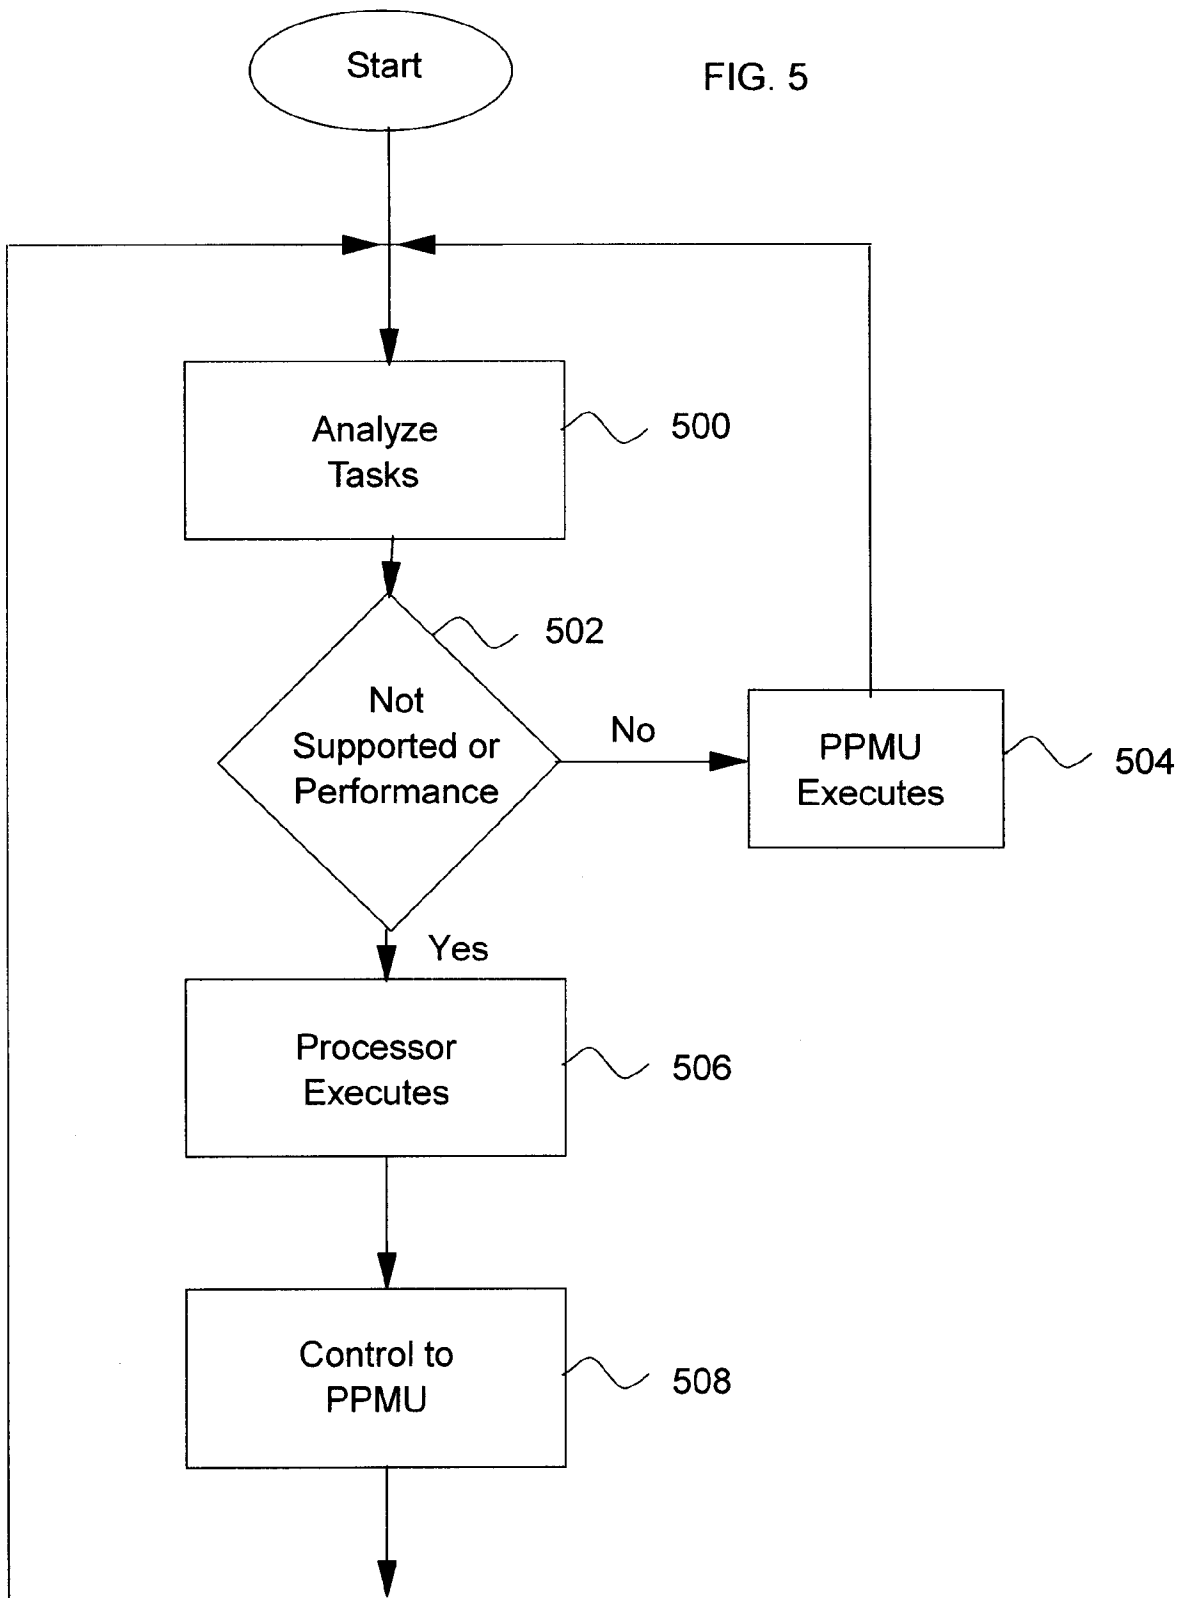 Start
FIG. 5
Analyze
Tasks
500
502
Not
Supported or
Performance
No
PPMU
Executes
504
Yes
Processor
Executes
506
Control to
PPMU
508